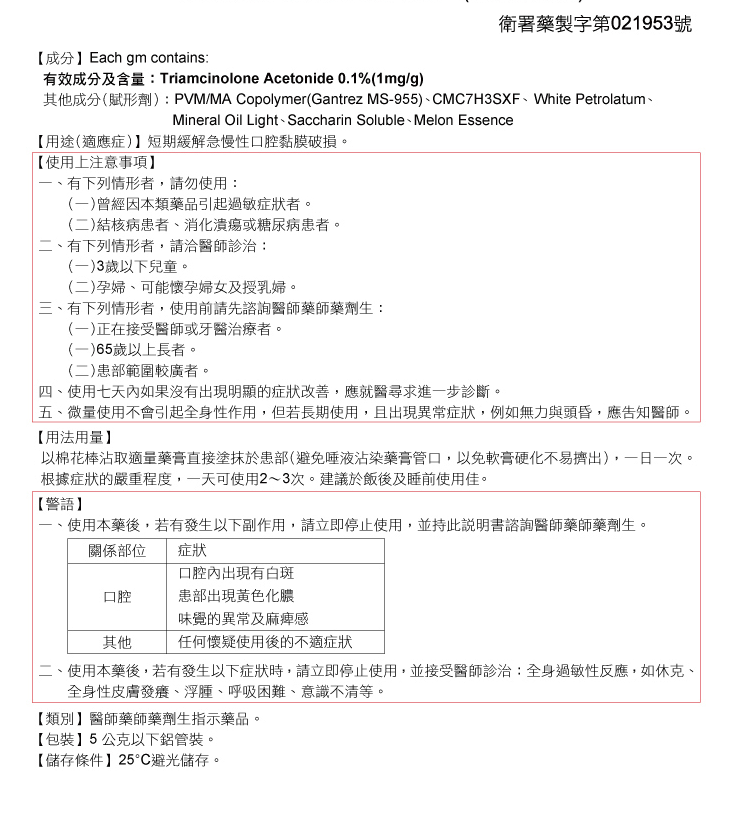 衛署藥製字第021953號
【成分】Each gm contains:
有效成分及含量：Triamcinolone Acetonide 0.1%(1mg/g)
其他成分(賦形劑)：PVM/MA Copolymer(Gantrez MS-955)、CMC7H3SXF、White Petrolatum、
Mineral Oil Light、Saccharin Soluble、Melon Essence
【用途(適應症)】短期緩解急慢性口腔黏膜破損。
【使用上注意事項】
一、有下列情形者，請勿使用：
(一)曾經因本類藥品引起過敏症狀者。
(二)結核病患者、消化潰瘍或糖尿病患者。
二、有下列情形者，請洽醫師診治：
(一)3歲以下兒童。
(二)孕婦、可能懷孕婦女及授乳婦。
三、有下列情形者，使用前請先諮詢醫師藥師藥劑生：
(一)正在接受醫師或牙醫治療者。
(一)65歲以上長者。
(二)患部範圍較廣者。
四、使用七天內如果沒有出現明顯的症狀改善，應就醫尋求進一步診斷。
五、微量使用不會引起全身性作用，但若長期使用，且出現異常症狀，例如無力與頭昏，應告知醫師。
【用法用量】
以棉花棒沾取適量藥膏直接塗抹於患部(避免唾液沾染藥膏管口，以免軟膏硬化不易擠出)，一日一次。
根據症狀的嚴重程度，一天可使用2～3次。建議於飯後及睡前使用佳。
【警語】
一、使用本藥後，若有發生以下副作用，請立即停止使用，並持此說明書諮詢醫師藥師藥劑生。
關係部位 症狀
口腔內出現有白斑
口腔 患部出現黃色化膿
味覺的異常及麻痺感
其他 任何懷疑使用後的不適症狀
二、使用本藥後，若有發生以下症狀時，請立即停止使用，並接受醫師診治：全身過敏性反應，如休克、
全身性皮膚發癢、浮腫、呼吸困難、意識不清等。
【類別】醫師藥師藥劑生指示藥品。
【包裝】5 公克以下鋁管裝。
【儲存條件】25°C避光儲存。